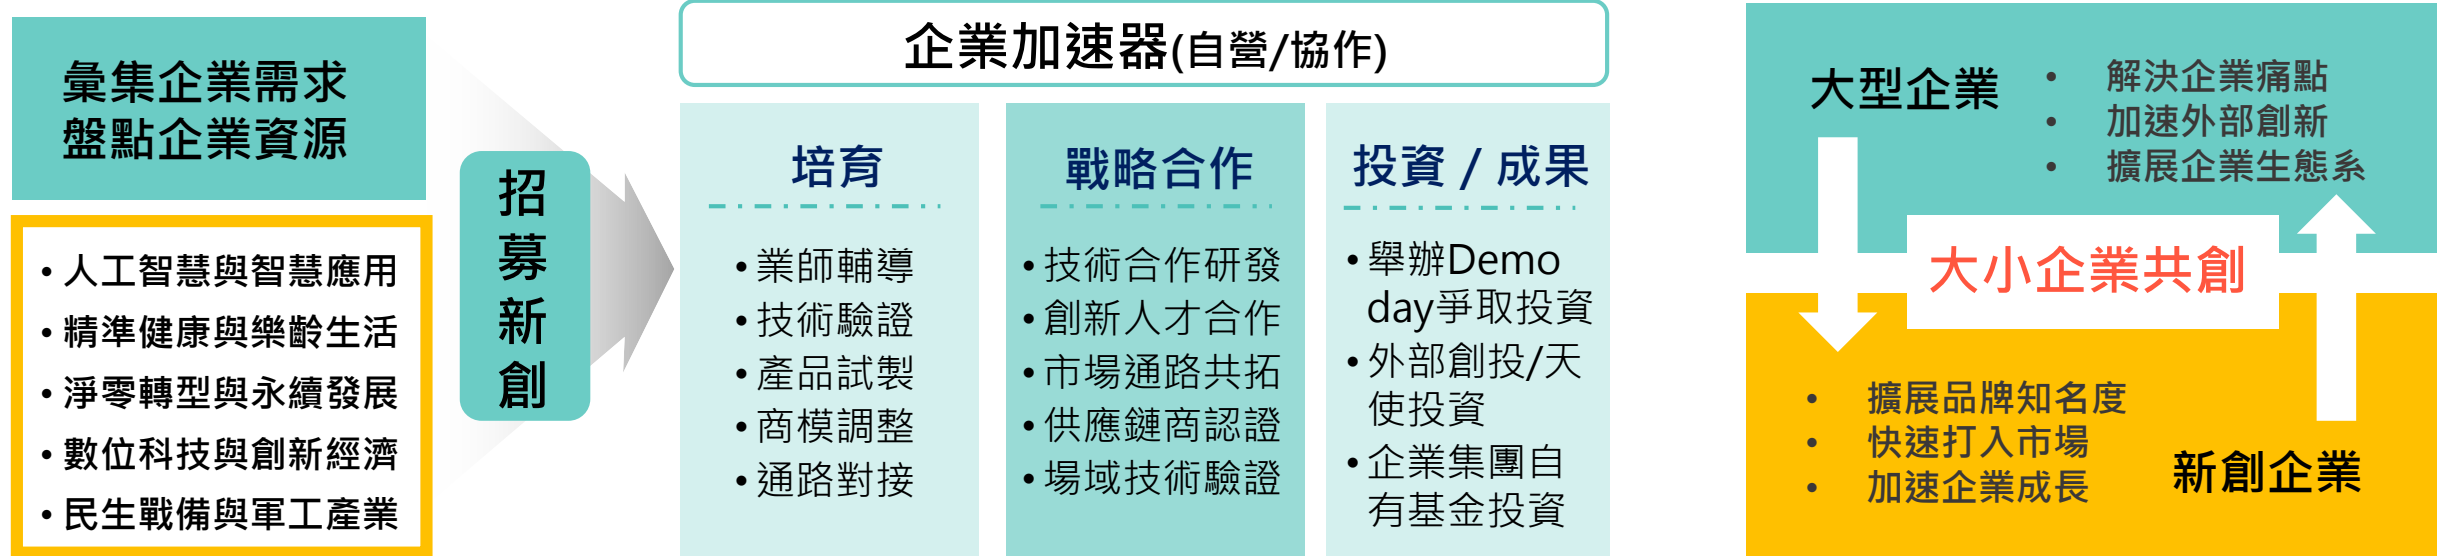 彙集企業需求
盤點企業資源
• 人工智慧與智慧應用
• 精準健康與樂齡生活
• 淨零轉型與永續發展
• 數位科技與創新經濟
• 民生戰備與軍工產業
招
募
新
創
企業加速器(自營/協作)
培育
• 業師輔導
• 技術驗證
• 產品試製
• 商模調整
• 通路對接
戰略合作
• 技術合作研發
• 創新人才合作
• 市場通路共拓
• 供應鏈商認證
• 場域技術驗證
投資 / 成果
• 舉辦Demo
day爭取投資
• 外部創投/天
使投資
• 企業集團自
有基金投資
大型企業
• 解決企業痛點
• 加速外部創新
• 擴展企業生態系
大小企業共創
• 擴展品牌知名度
• 快速打入市場
• 加速企業成長
新創企業